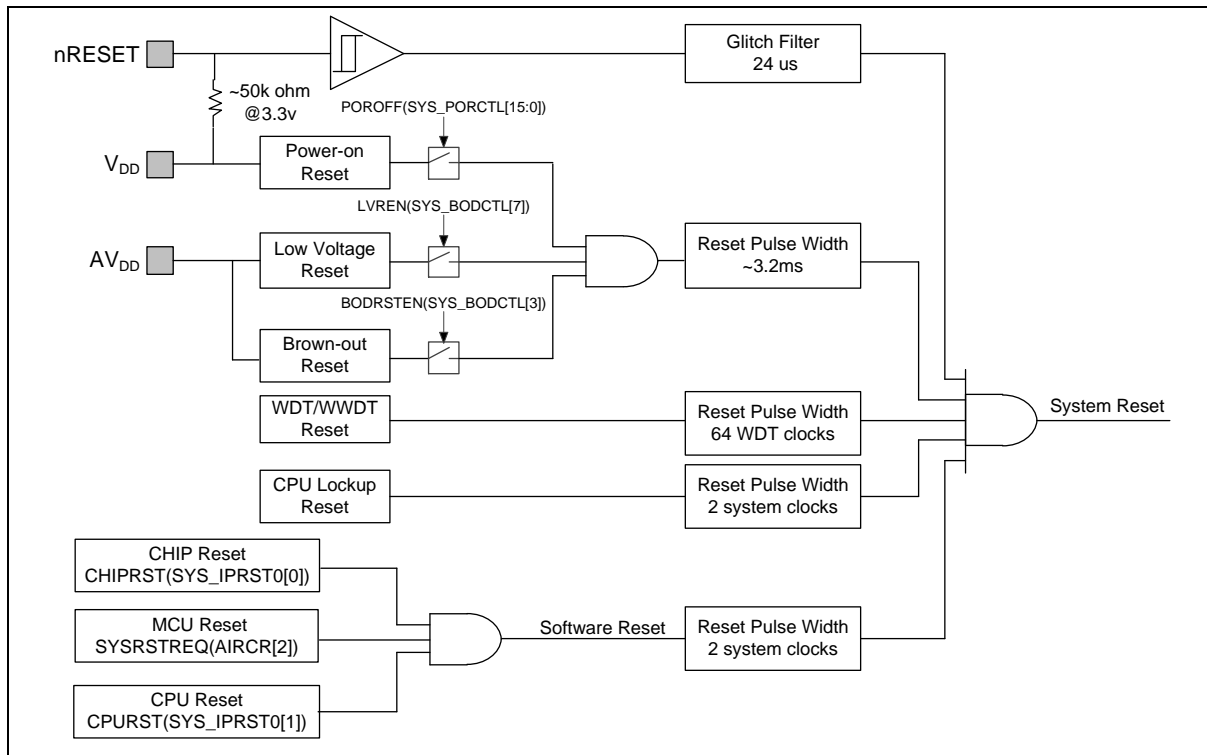 nRESET
~50k ohm
@3.3v
Glitch Filter
24 us
POROFF(SYS_PORCTL[15:0])
VDD
Power-on
Reset
LVREN(SYS_BODCTL[7])
AVDD
Low Voltage
Reset
Reset Pulse Width
~3.2ms
BODRSTEN(SYS_BODCTL[3])
Brown-out
Reset
WDT/WWDT
Reset
Reset Pulse Width
64 WDT clocks
System Reset
CPU Lockup
Reset
Reset Pulse Width
2 system clocks
CHIP Reset
CHIPRST(SYS_IPRST0[0])
MCU Reset
SYSRSTREQ(AIRCR[2])
Software Reset
Reset Pulse Width
2 system clocks
CPU Reset
CPURST(SYS_IPRST0[1])